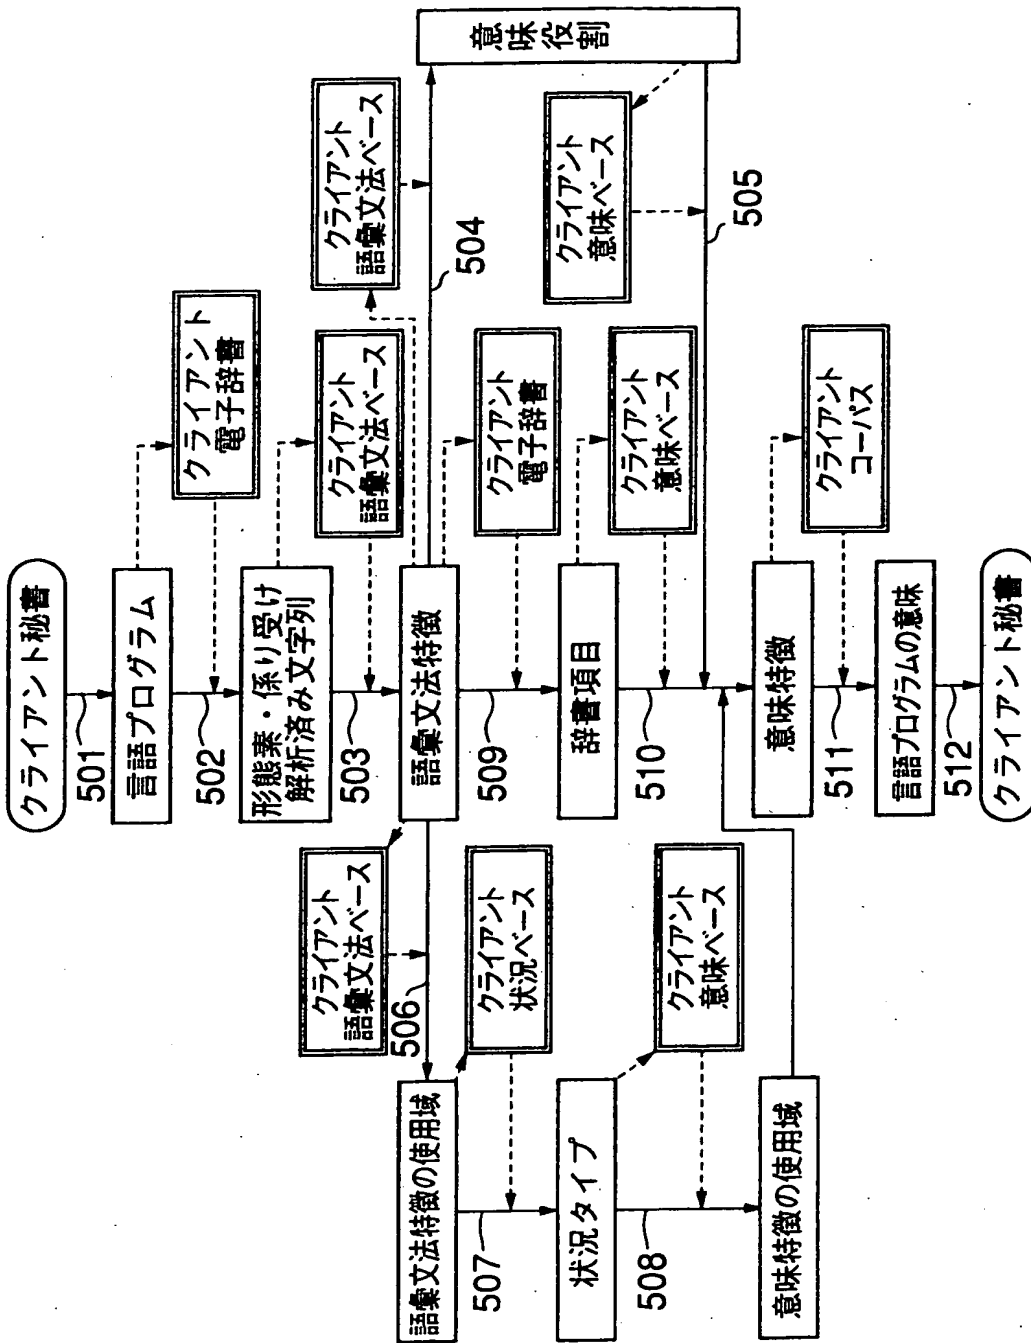 クライアント秘書
501
言語プログラム
クライアント
電子辞書
502
形態素・係り受け
解析済み文字列
クライアント
語彙文法ベース
503
クライアント
語彙文法ベース
504
意味役割
語彙文法特徴
クライアント
語彙文法ベース
506
語彙文法特徴の使用域
クライアント
状況ベース
507
状況タイプ
クライアント
意味ベース
508
意味特徴の使用域
クライアント
電子辞書
509
辞書項目
クライアント
意味ベース
510
クライアント
意味ベース
505
意味特徴
クライアント
コーパス
511
言語プログラムの意味
512
クライアント秘書